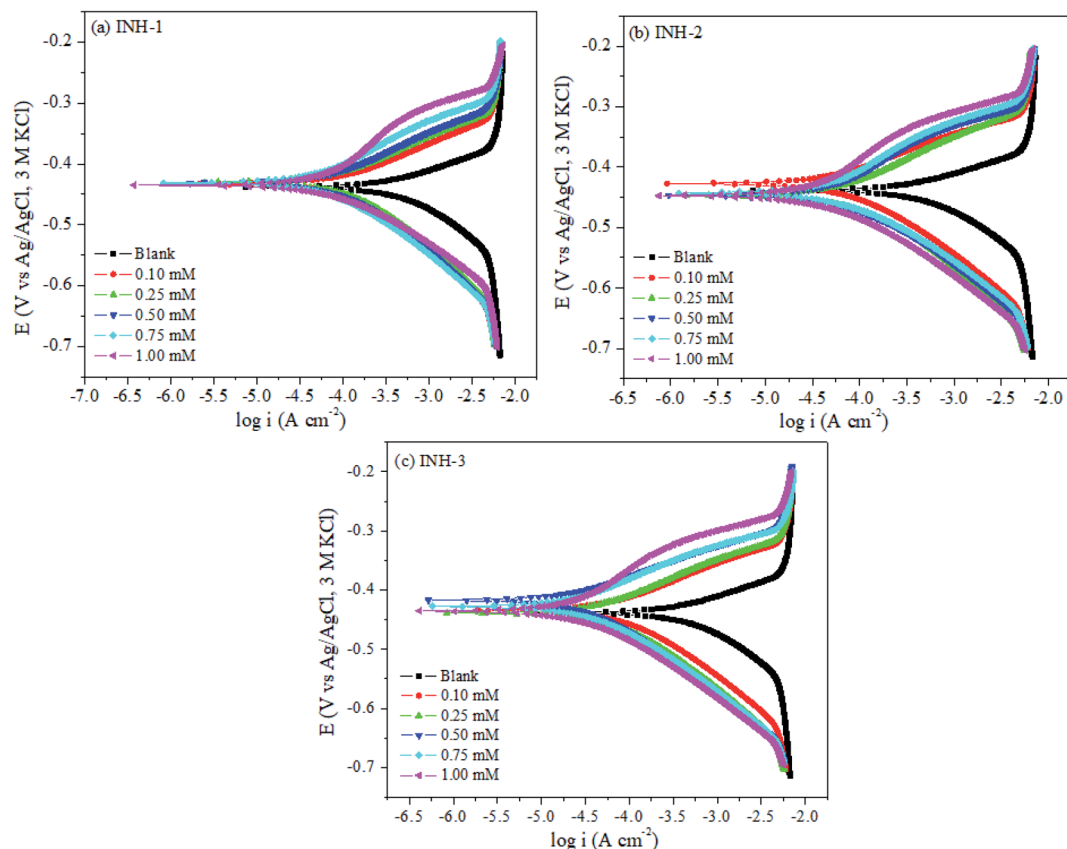 (a) INH-1
-0.2
-0.3
-0.4
-0.5
-0.6
-0.7
E (V vs Ag/AgCl, 3 M KCl)
Blank
0.10 mM
0.25 mM
0.50 mM
0.75 mM
1.00 mM
-7.0 -6.5 -6.0 -5.5 -5.0 -4.5 -4.0 -3.5 -3.0 -2.5 -2.0
log i (A cm⁻²)
(b) INH-2
-0.2
-0.3
-0.4
-0.5
-0.6
-0.7
E (V vs Ag/AgCl, 3 M KCl)
Blank
0.10 mM
0.25 mM
0.50 mM
0.75 mM
1.00 mM
-6.5 -6.0 -5.5 -5.0 -4.5 -4.0 -3.5 -3.0 -2.5 -2.0
log i (A cm⁻²)
(c) INH-3
-0.2
-0.3
-0.4
-0.5
-0.6
-0.7
E (V vs Ag/AgCl, 3 M KCl)
Blank
0.10 mM
0.25 mM
0.50 mM
0.75 mM
1.00 mM
-6.5 -6.0 -5.5 -5.0 -4.5 -4.0 -3.5 -3.0 -2.5 -2.0
log i (A cm⁻²)